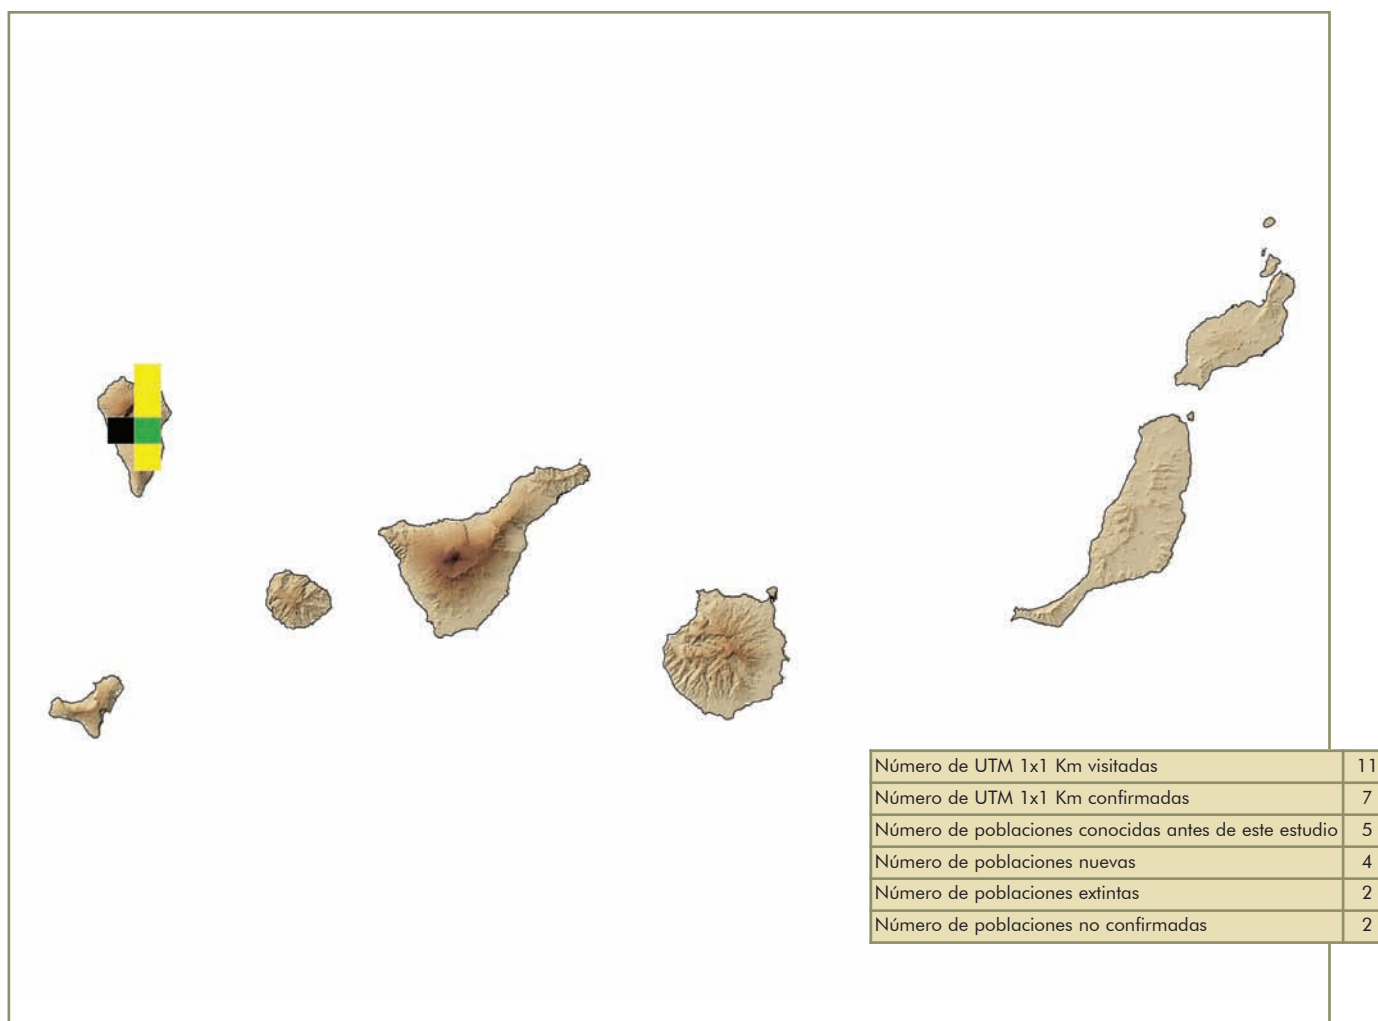 Número de UTM 1x1 Km visitadas 11
Número de UTM 1x1 Km confirmadas 7
Número de poblaciones conocidas antes de este estudio 5
Número de poblaciones nuevas 4
Número de poblaciones extintas 2
Número de poblaciones no confirmadas 2